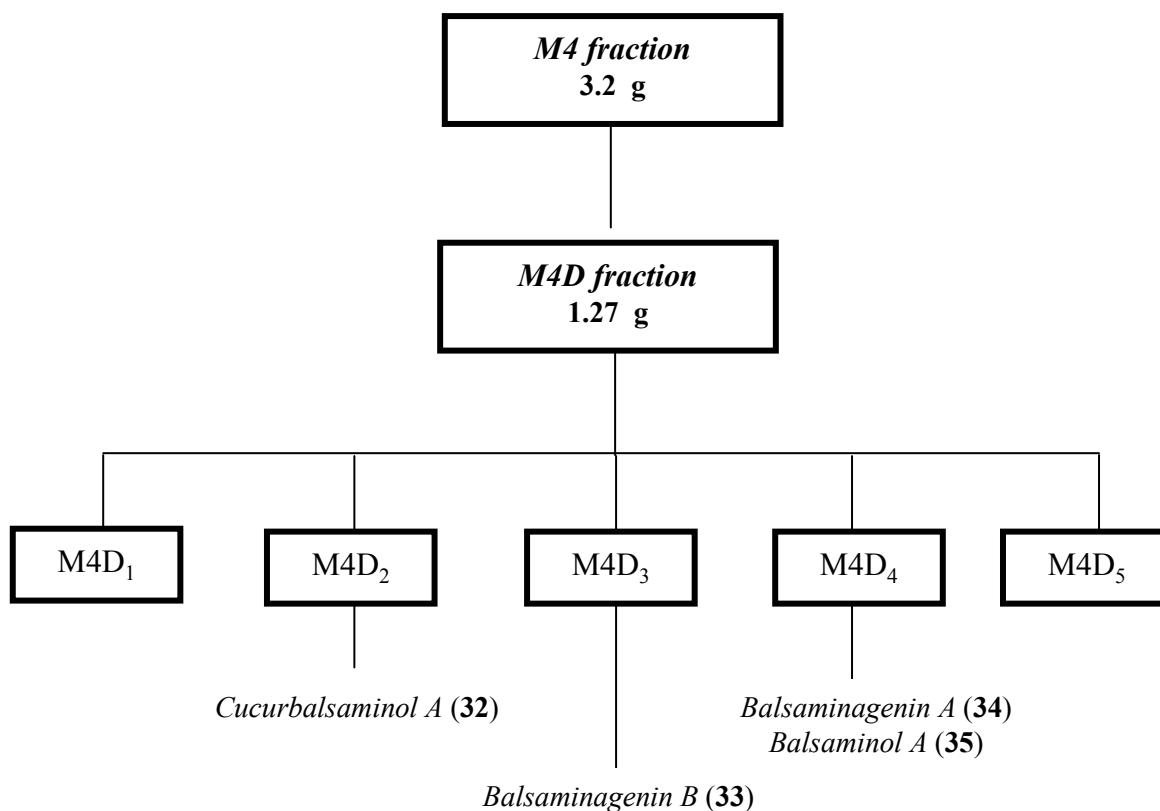 M4 fraction
3.2 g
M4D fraction
1.27 g
M4D₁
M4D₂
M4D₃
M4D₄
M4D₅
Cucurbalsaminol A (32)
Balsaminagenin A (34)
Balsaminol A (35)
Balsaminagenin B (33)